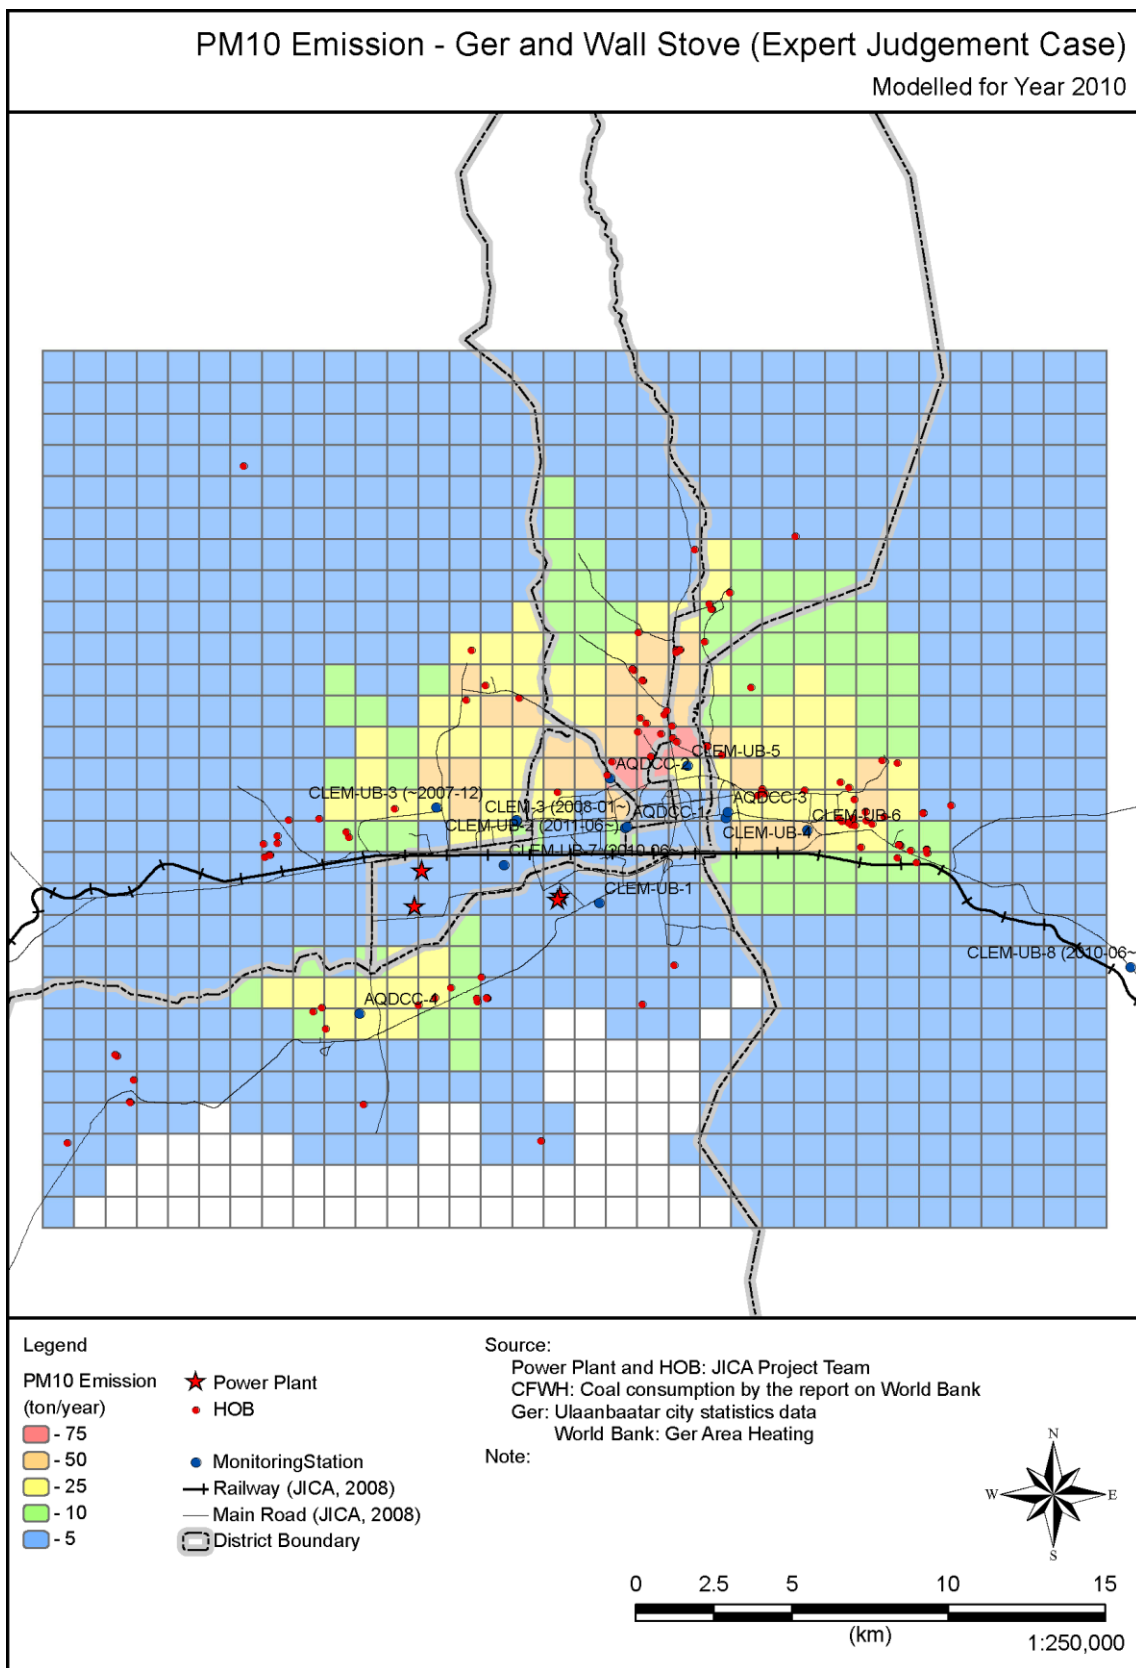 PM10 Emission - Ger and Wall Stove (Expert Judgement Case)
Modelled for Year 2010
CLEM-UB-5
AQDCC-2
CLEM-UB-3 (~2007-12)
AQDCC-3
CLEM-3 (2008-01~)
AQDCC-1
CLEM-UB-6
CLEM-UB-2 (2011-06~)
CLEM-UB-4
CLEM-UB-7 (2010-06~)
CLEM-UB-1
CLEM-UB-8 (2010-06~
AQDCC-4
Legend
PM10 Emission
(ton/year)
- 75
- 50
- 25
- 10
- 5
Power Plant
HOB
MonitoringStation
Railway (JICA, 2008)
Main Road (JICA, 2008)
District Boundary
Source:
Power Plant and HOB: JICA Project Team
CFWH: Coal consumption by the report on World Bank
Ger: Ulaanbaatar city statistics data
World Bank: Ger Area Heating
Note:
N
W E
S
0 2.5 5 10 15
(km)
1:250,000